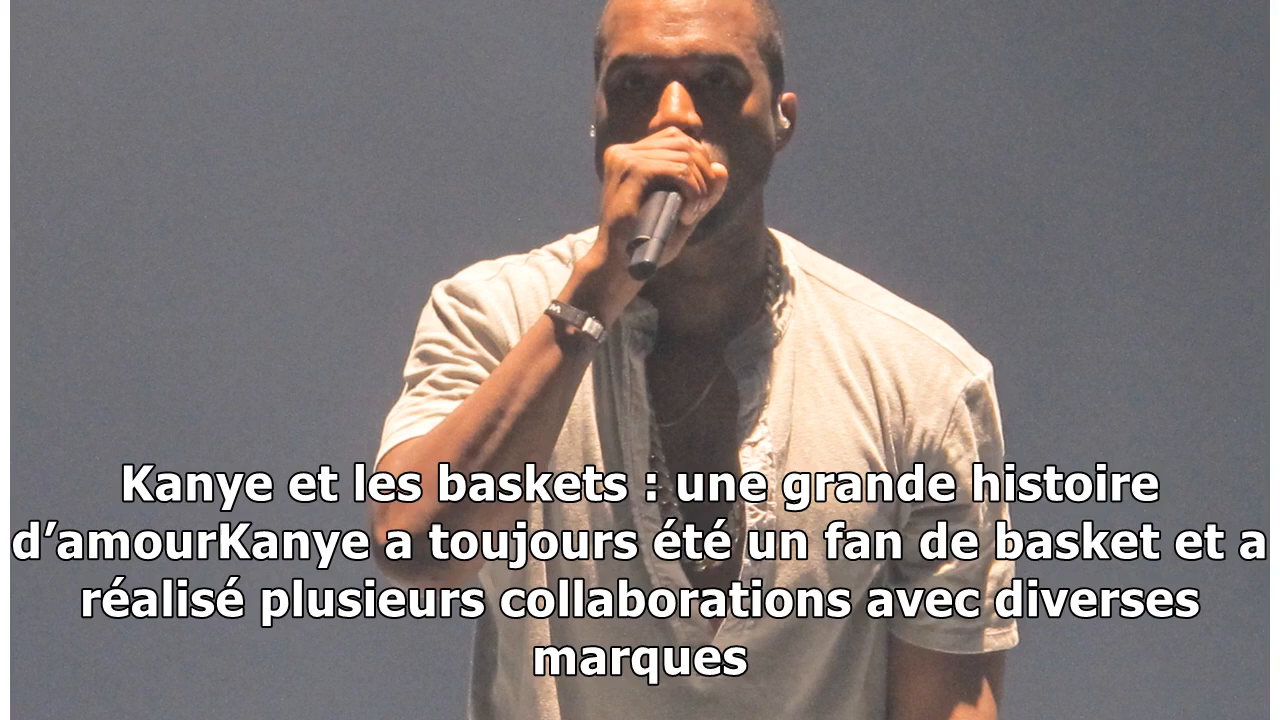 Kanye et les baskets : une grande histoire
d’amourKanye a toujours été un fan de basket et a
réalisé plusieurs collaborations avec diverses
marques